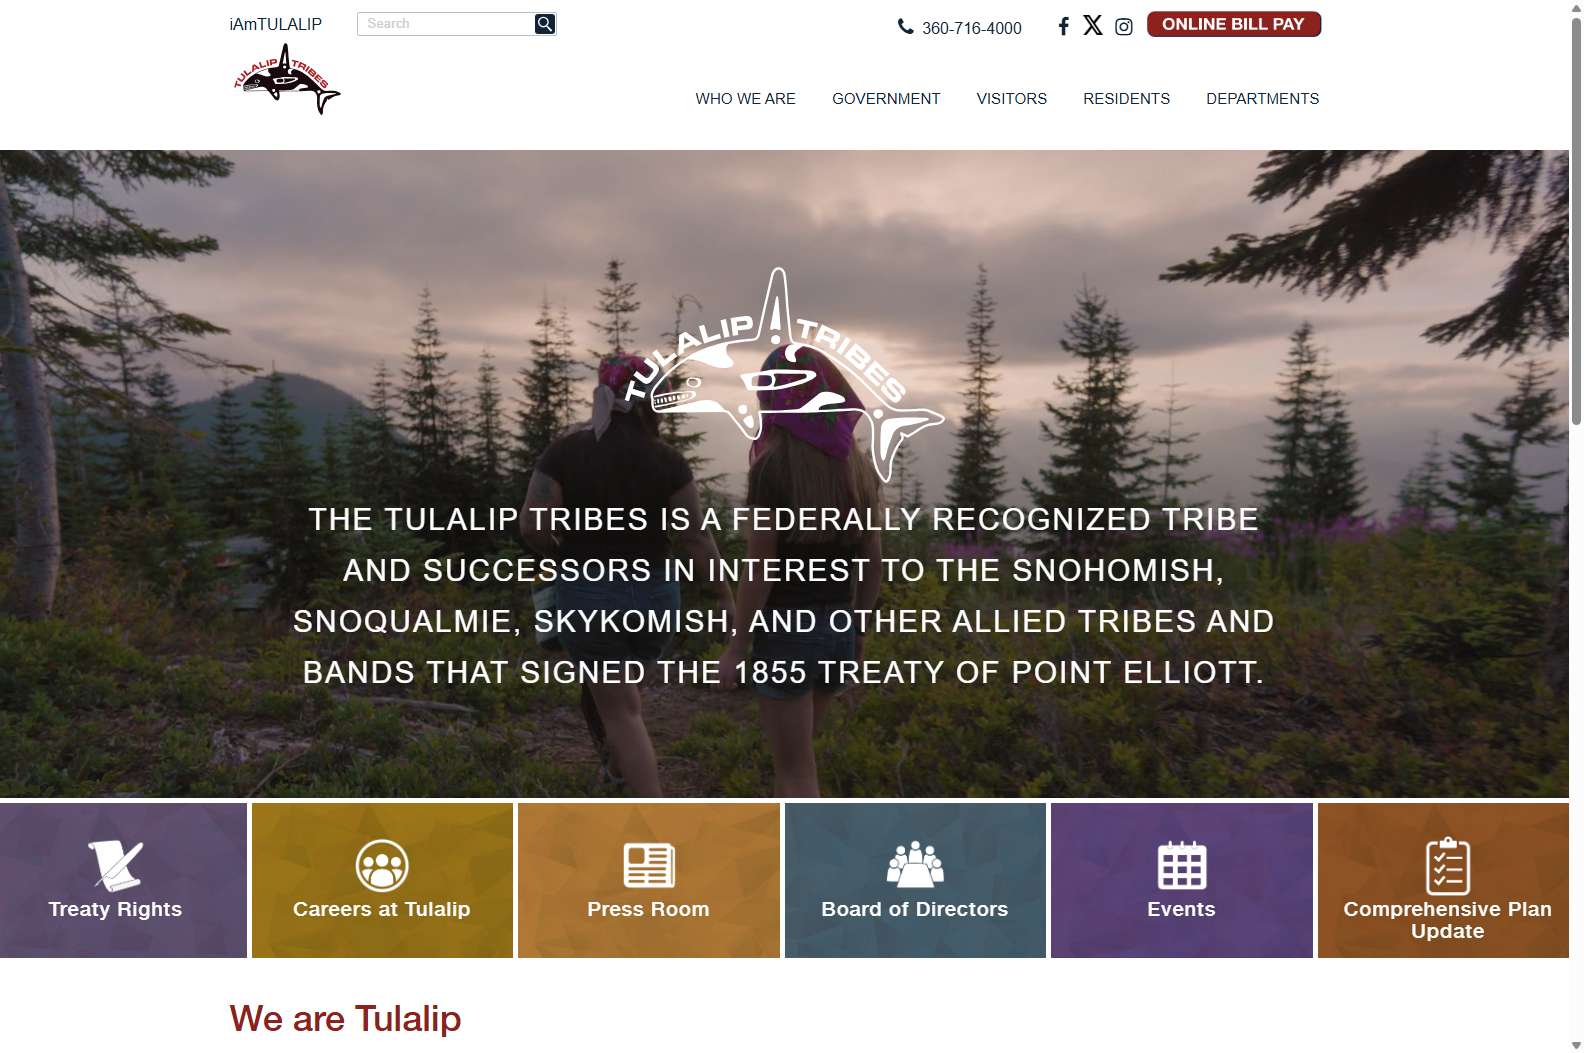 iAmTULALIP
Search
360-716-4000
ONLINE BILL PAY
TULALIP TRIBES
WHO WE ARE
GOVERNMENT
VISITORS
RESIDENTS
DEPARTMENTS
TULALIP TRIBES
THE TULALIP TRIBES IS A FEDERALLY RECOGNIZED TRIBE
AND SUCCESSORS IN INTEREST TO THE SNOHOMISH,
SNOQUALMIE, SKYKOMISH, AND OTHER ALLIED TRIBES AND
BANDS THAT SIGNED THE 1855 TREATY OF POINT ELLIOTT.
Treaty Rights
Careers at Tulalip
Press Room
Board of Directors
Events
Comprehensive Plan
Update
We are Tulalip